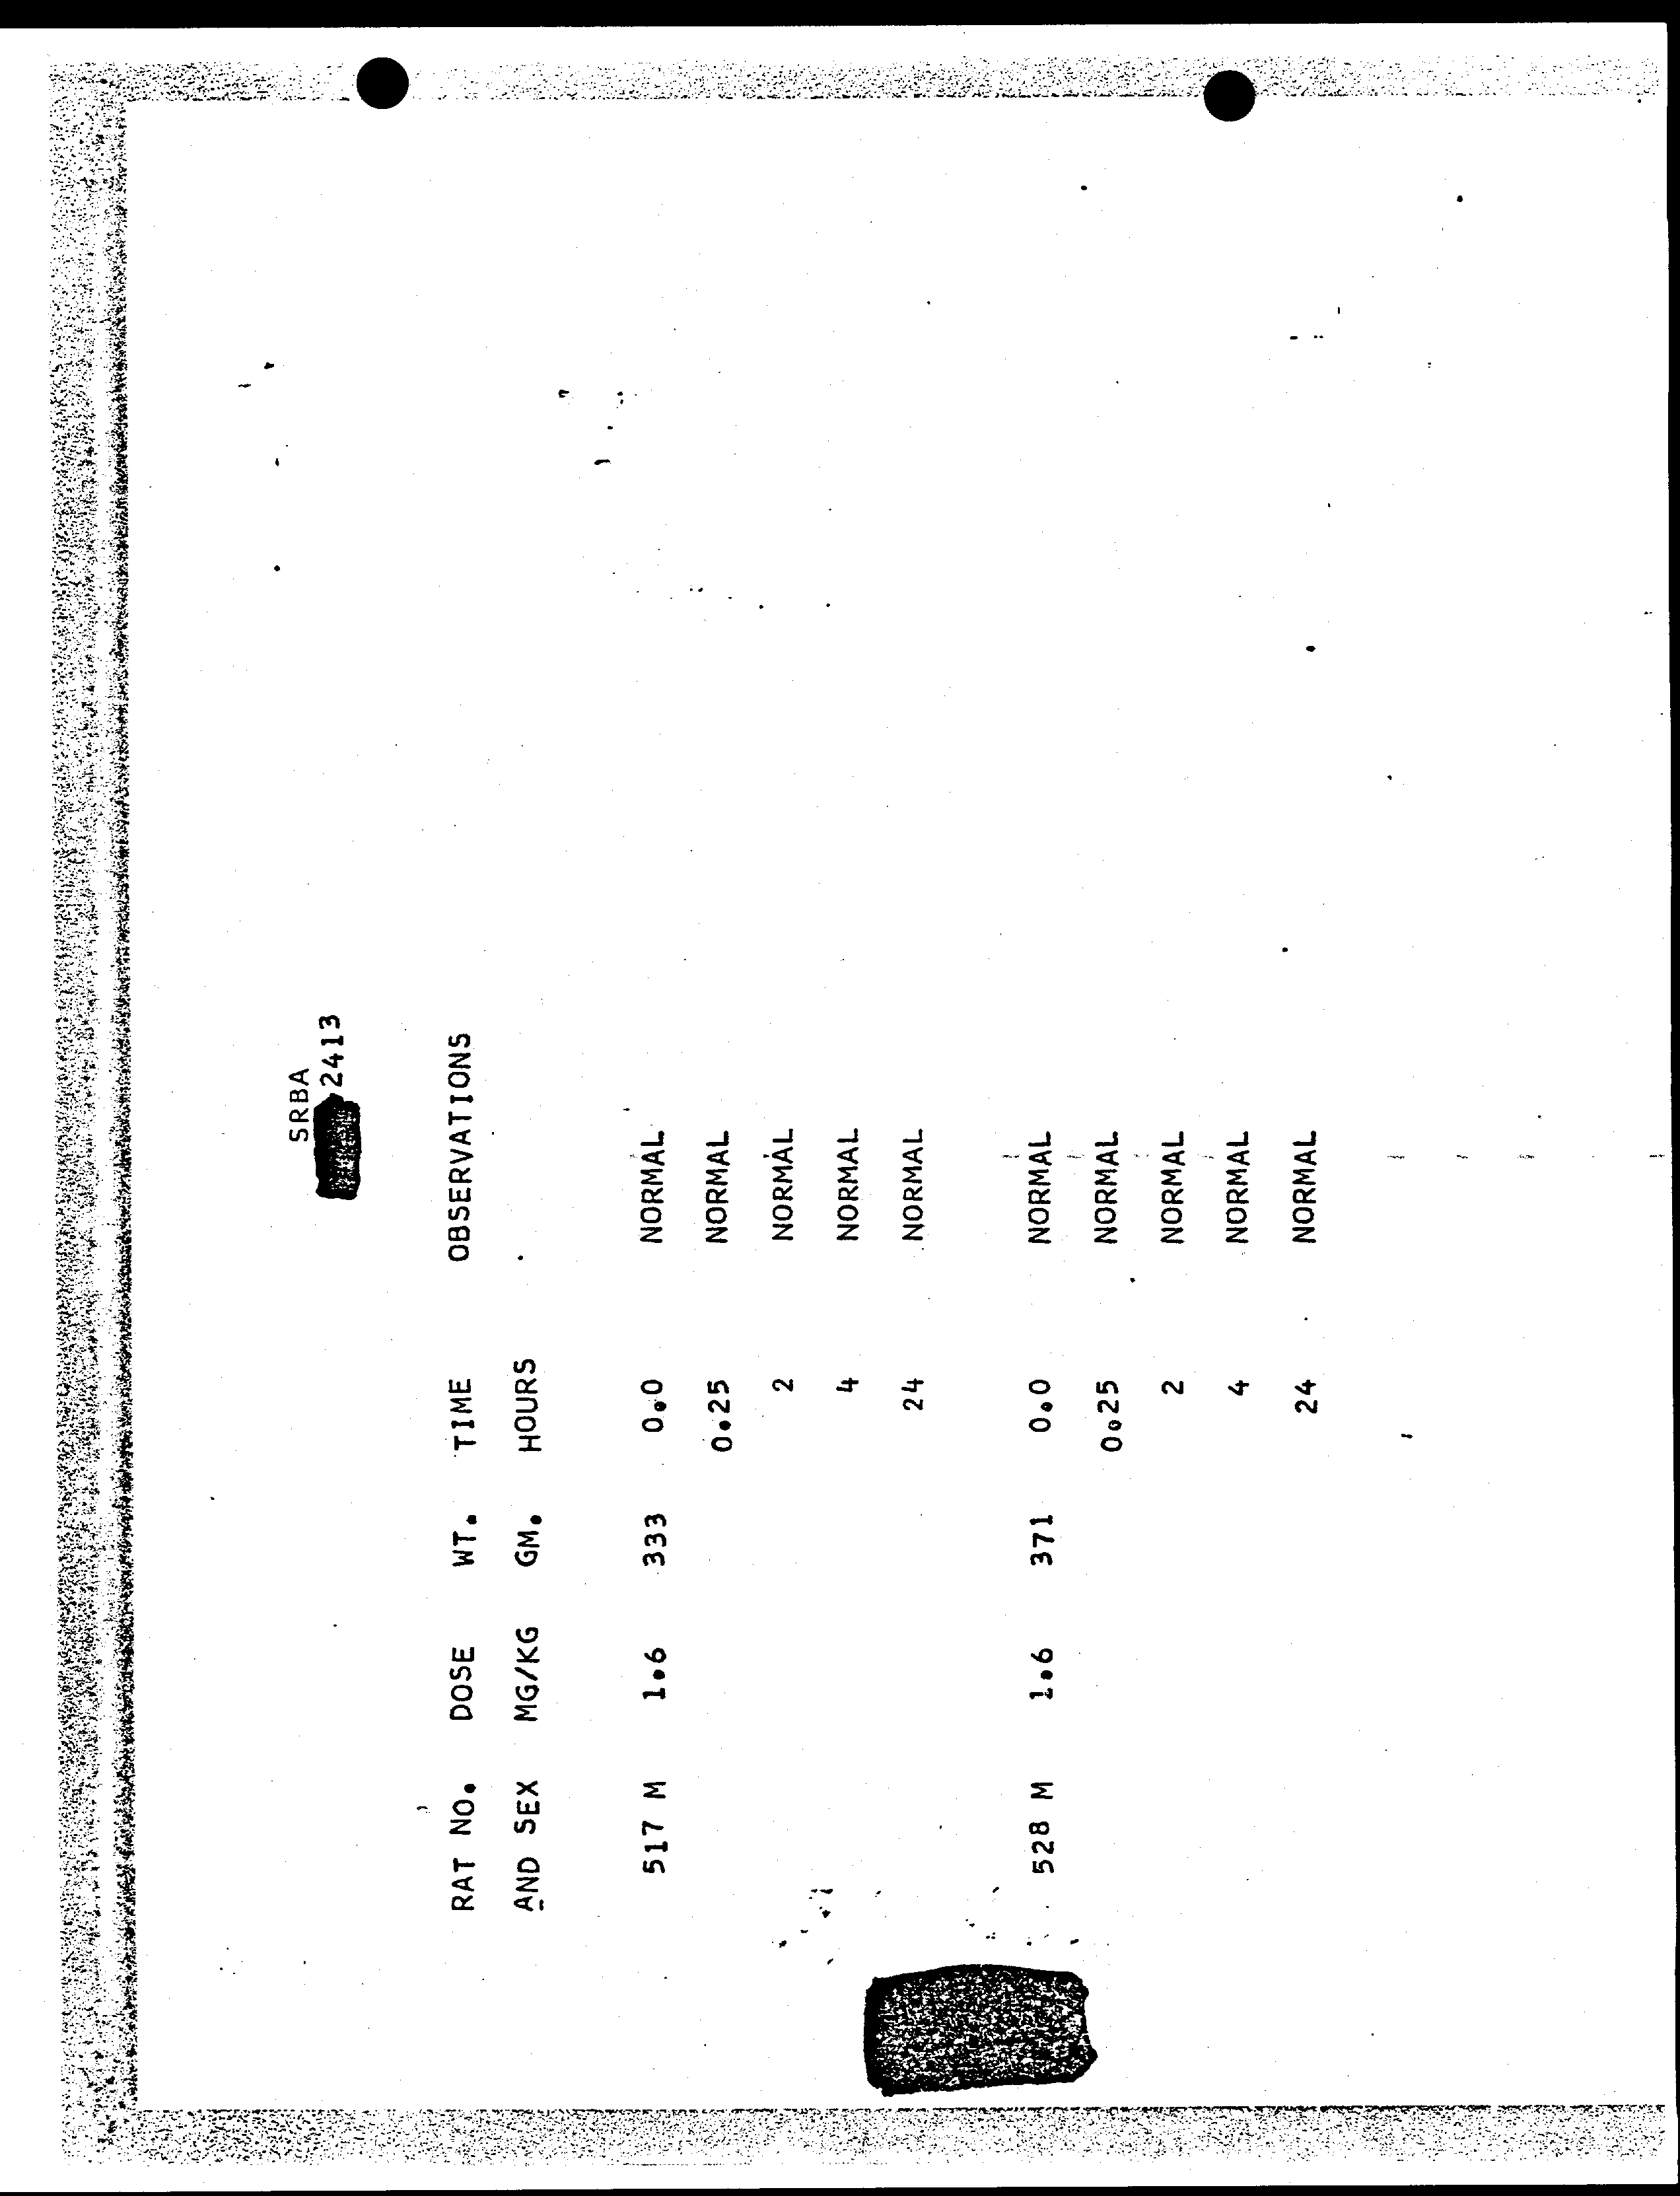 SRBA
2413
RAT NO. DOSE WT. TIME OBSERVATIONS
AND SEX MG/KG GM. HOURS
517 M 1.6 333 0.0 NORMAL
0.25 NORMAL
2 NORMAL
4 NORMAL
24 NORMAL
528 M 1.6 371 0.0 NORMAL
0.25 NORMAL
2 NORMAL
4 NORMAL
24 NORMAL